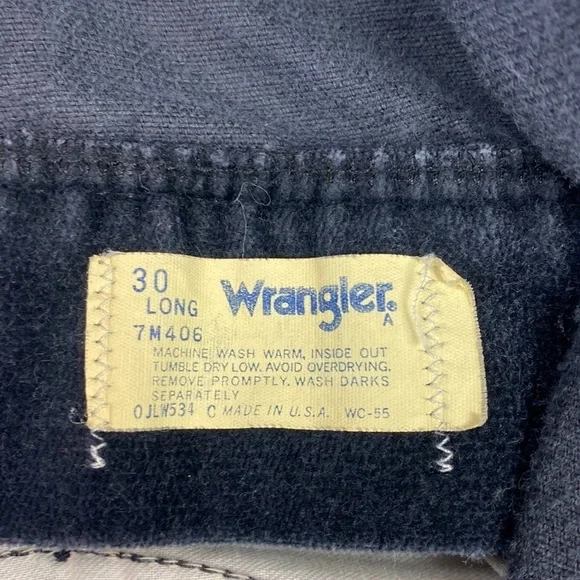 30
LONG
Wrangler®
A
7M406
MACHINE WASH WARM, INSIDE OUT
TUMBLE DRY LOW. AVOID OVERDRYING.
REMOVE PROMPTLY. WASH DARKS
SEPARATELY
0JLW534 C MADE IN U.S.A. WC-55